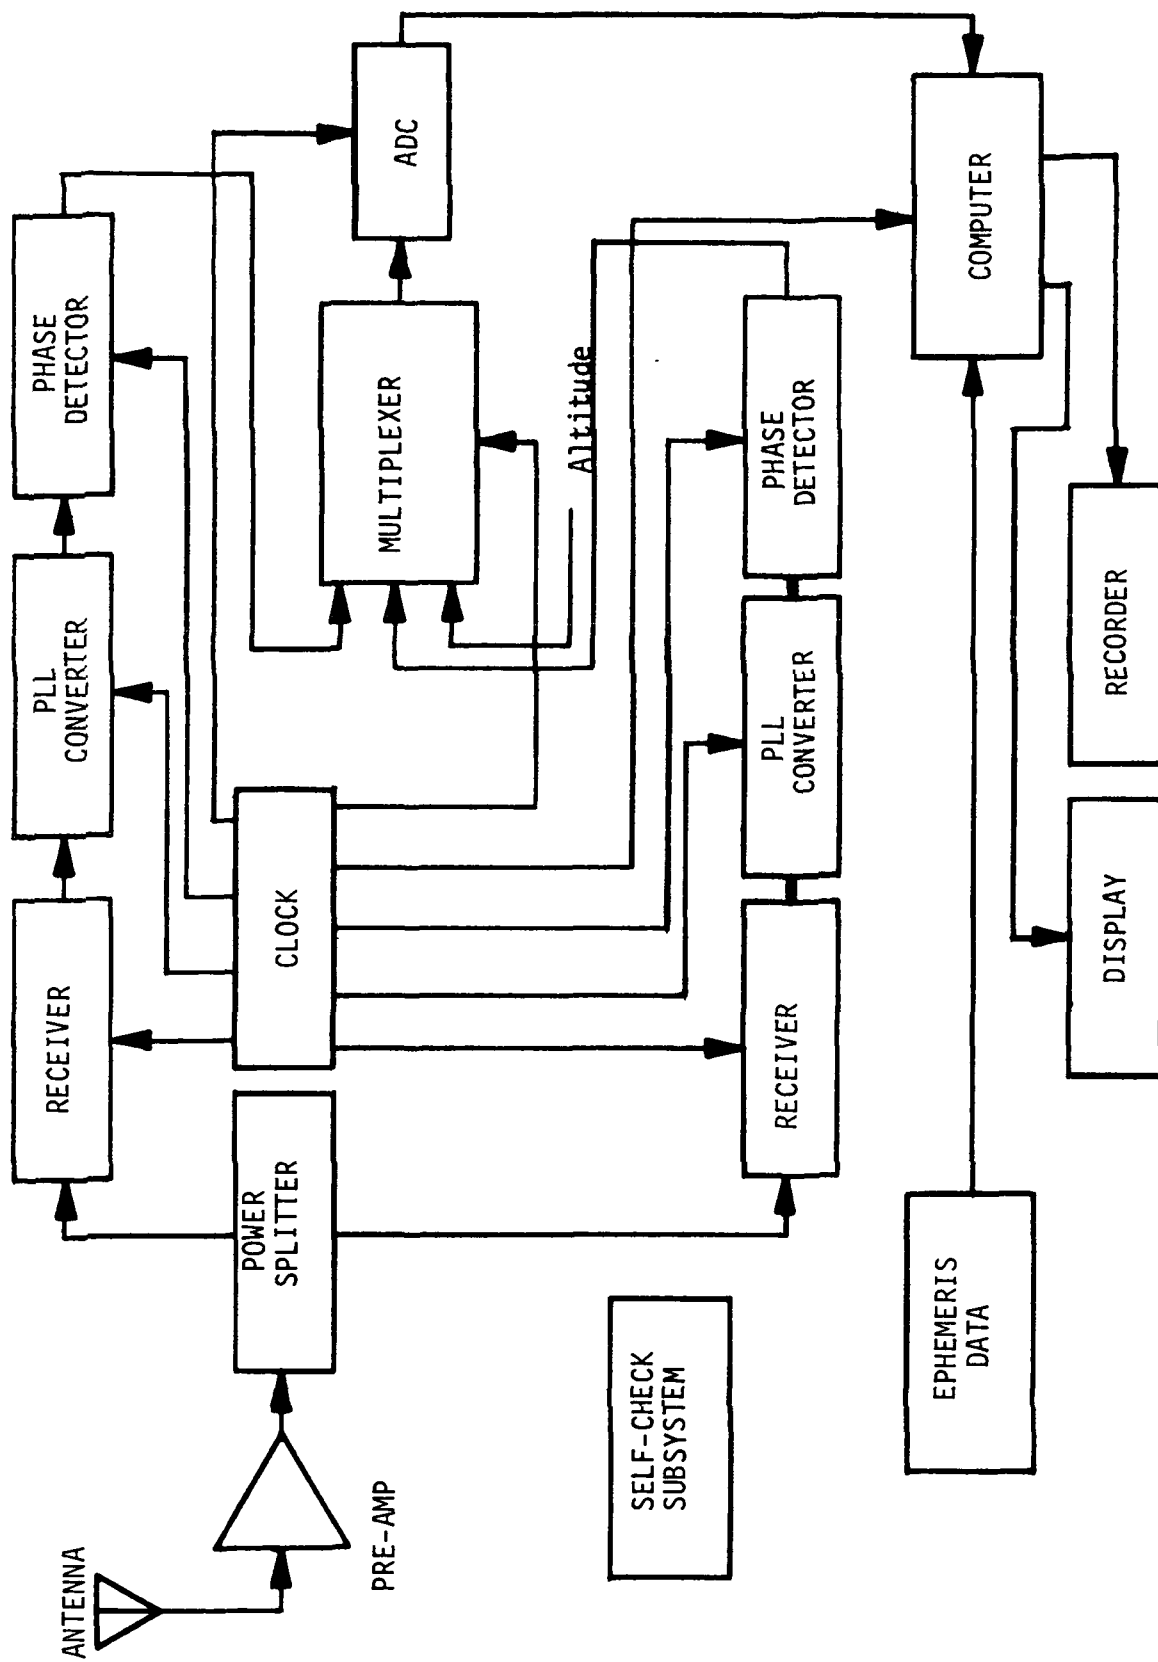 ANTENNA
PRE-AMP
POWER
SPLITTER
RECEIVER
PLL
CONVERTER
PHASE
DETECTOR
CLOCK
MULTIPLEXER
ADC
Altitude
RECEIVER
PLL
CONVERTER
PHASE
DETECTOR
SELF-CHECK
SUBSYSTEM
EPHEMERIS
DATA
COMPUTER
DISPLAY
RECORDER